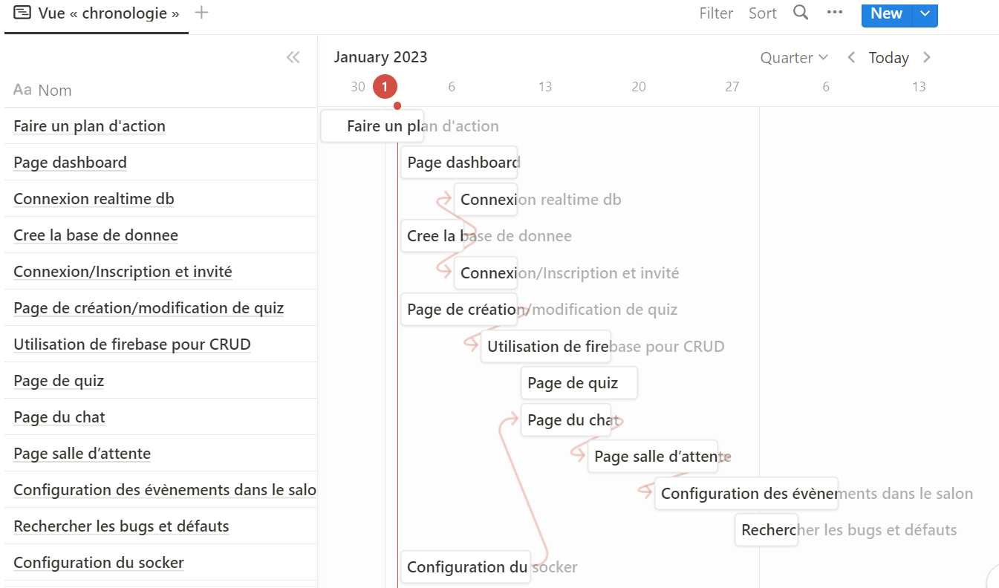 Vue « chronologie »
Filter Sort New
January 2023 Quarter Today
30 1 6 13 20 27 6 13
Aa Nom
Faire un plan d'action Faire un plan d'action
Page dashboard Page dashboard
Connexion realtime db Connexion realtime db
Cree la base de donnee Cree la base de donnee
Connexion/Inscription et invité Connexion/Inscription et invité
Page de création/modification de quiz Page de création/modification de quiz
Utilisation de firebase pour CRUD Utilisation de firebase pour CRUD
Page de quiz Page de quiz
Page du chat Page du chat
Page salle d’attente Page salle d’attente
Configuration des évènements dans le salo Configuration des évènements dans le salon
Rechercher les bugs et défauts Rechercher les bugs et défauts
Configuration du socker Configuration du socker